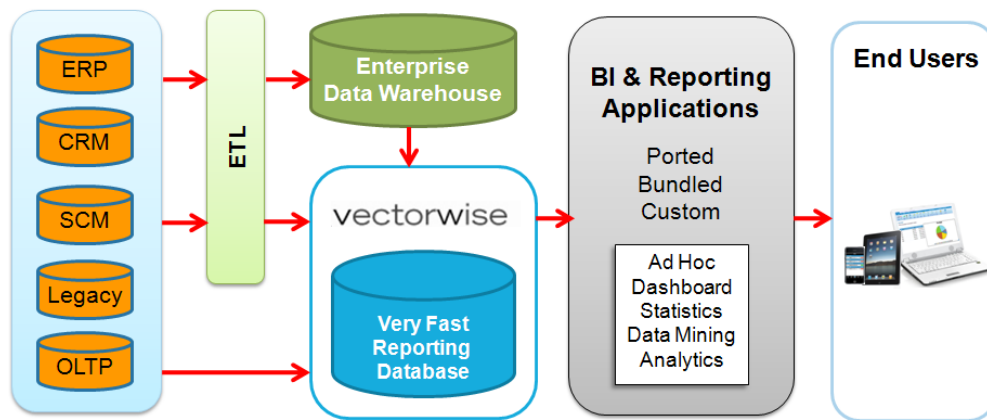 ERP
CRM
SCM
Legacy
OLTP
ETL
Enterprise
Data Warehouse
vectorwise
Very Fast
Reporting
Database
BI & Reporting
Applications
Ported
Bundled
Custom
Ad Hoc
Dashboard
Statistics
Data Mining
Analytics
End Users